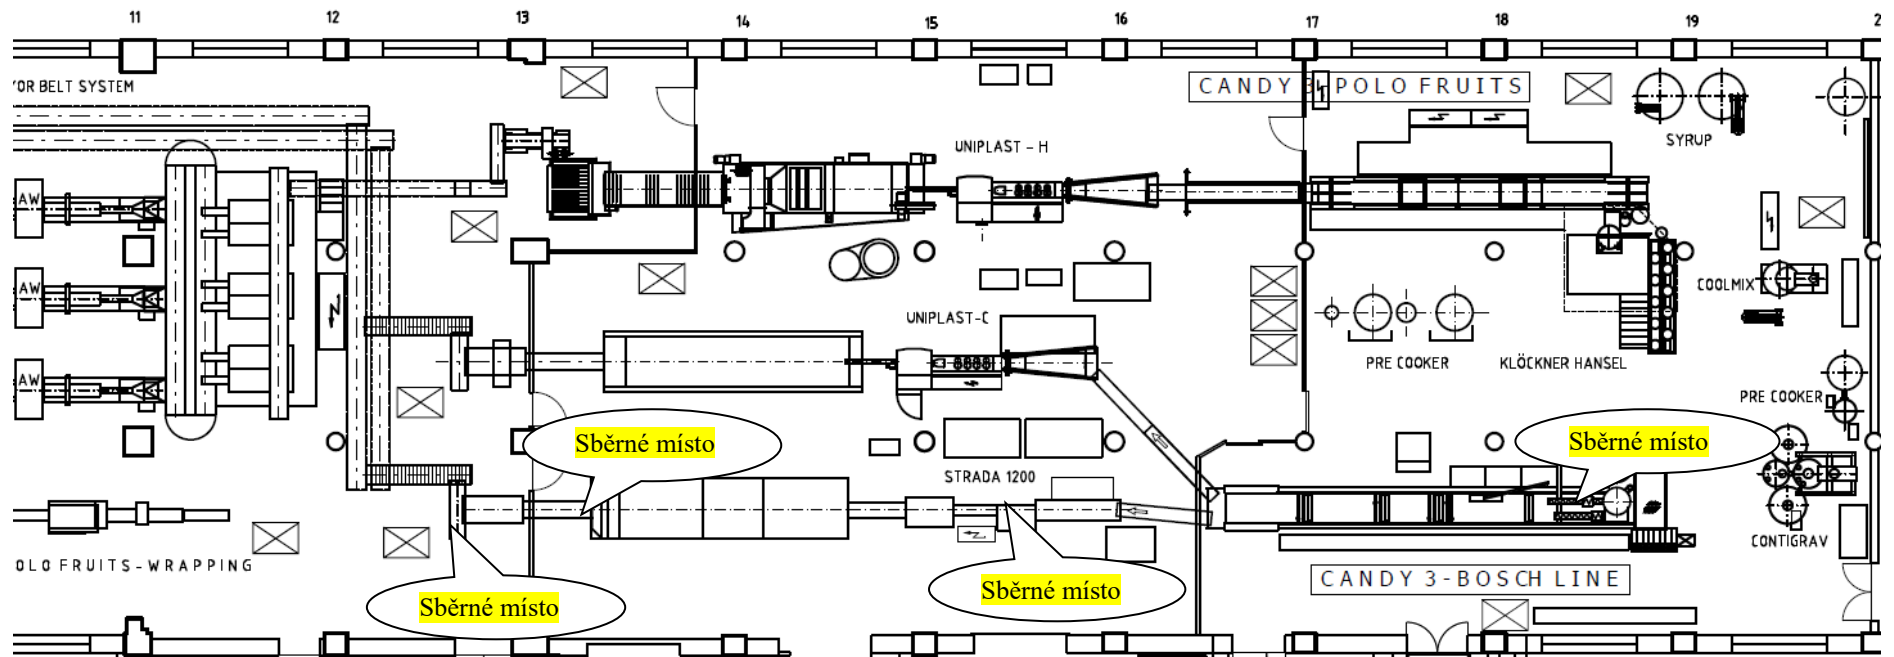 11 12 13 14 15 16 17 18 19 2
YOR BELT SYSTEM
CANDY 3 POLO FRUITS
SYRUP
UNIPLAST - H
AW
AW
COOLMIX
UNIPLAST-C
PRE COOKER
KLÖCKNER HANSEL
AW
PRE COOKER
Sběrné místo
Sběrné místo
STRADA 1200
CONTIGRAV
OLO FRUITS-WRAPPING
CANDY 3-BOSCH LINE
Sběrné místo
Sběrné místo